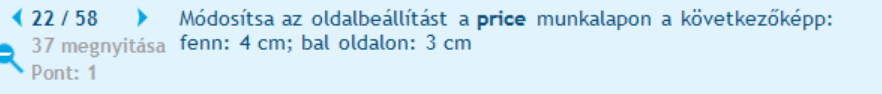 22 / 58 Módosítsa az oldalbeállítást a price munkalapon a következőképp:
37 megnyitása fenn: 4 cm; bal oldalon: 3 cm
Pont: 1